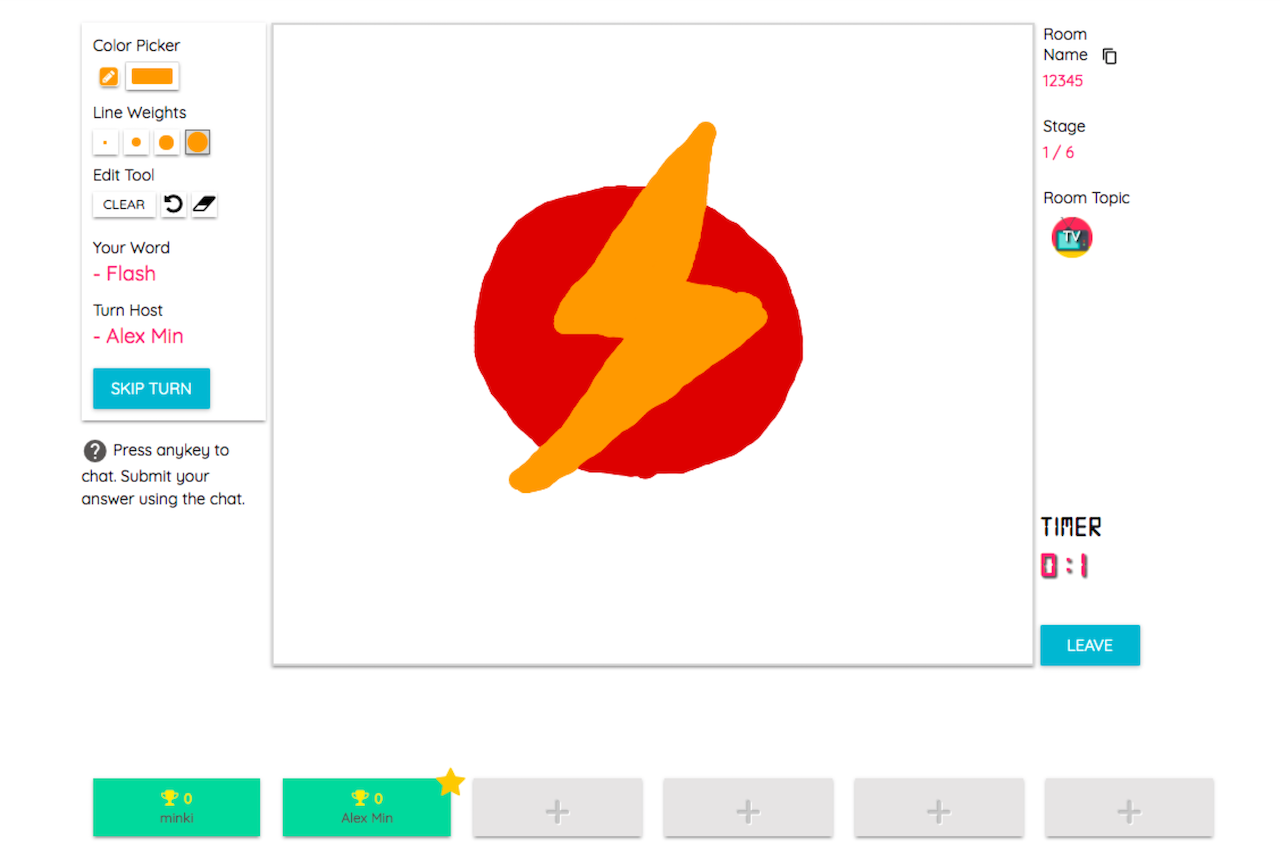 Color Picker
Line Weights
Edit Tool
CLEAR
Your Word
- Flash
Turn Host
- Alex Min
SKIP TURN
? Press anykey to
chat. Submit your
answer using the chat.
Room
Name
12345
Stage
1 / 6
Room Topic
TV
TIMER
0:1
LEAVE
0
minki
0
Alex Min